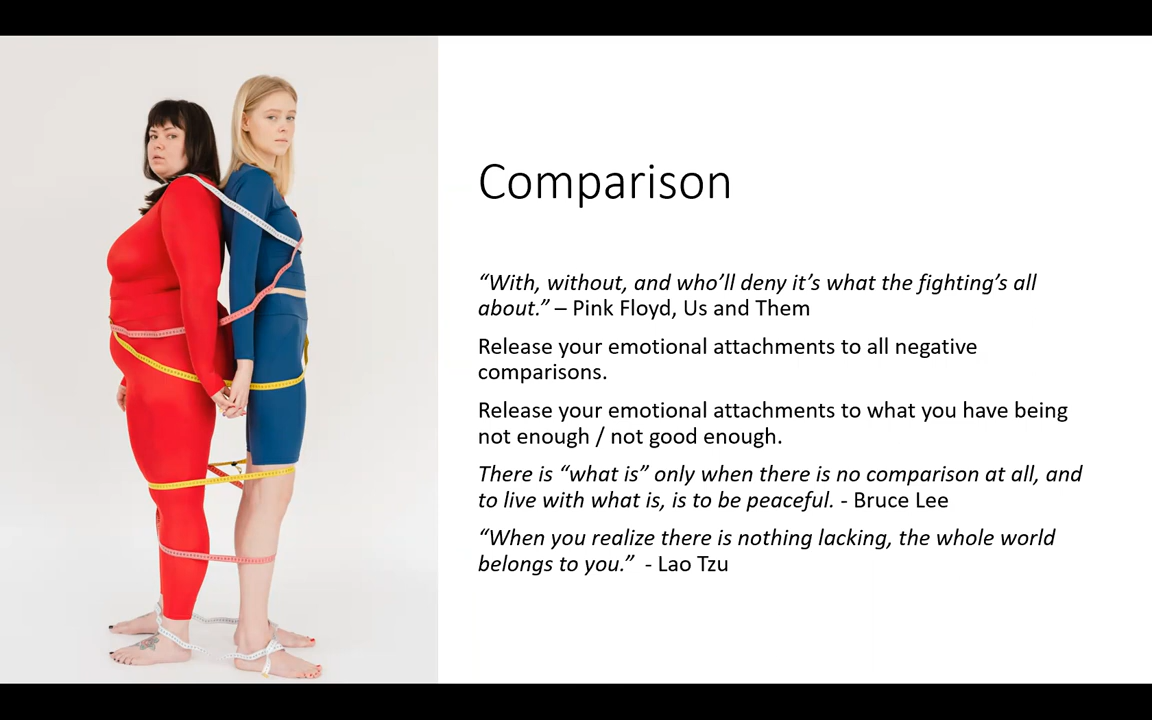 Comparison
“With, without, and who’ll deny it’s what the fighting’s all
about.” – Pink Floyd, Us and Them
Release your emotional attachments to all negative
comparisons.
Release your emotional attachments to what you have being
not enough / not good enough.
There is “what is” only when there is no comparison at all, and
to live with what is, is to be peaceful. - Bruce Lee
“When you realize there is nothing lacking, the whole world
belongs to you.”  - Lao Tzu